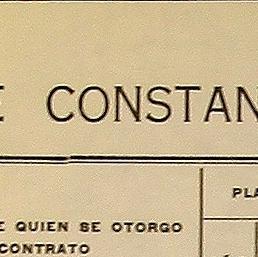 E CONSTAN
PLA
E QUIEN SE OTORGO
CONTRATO